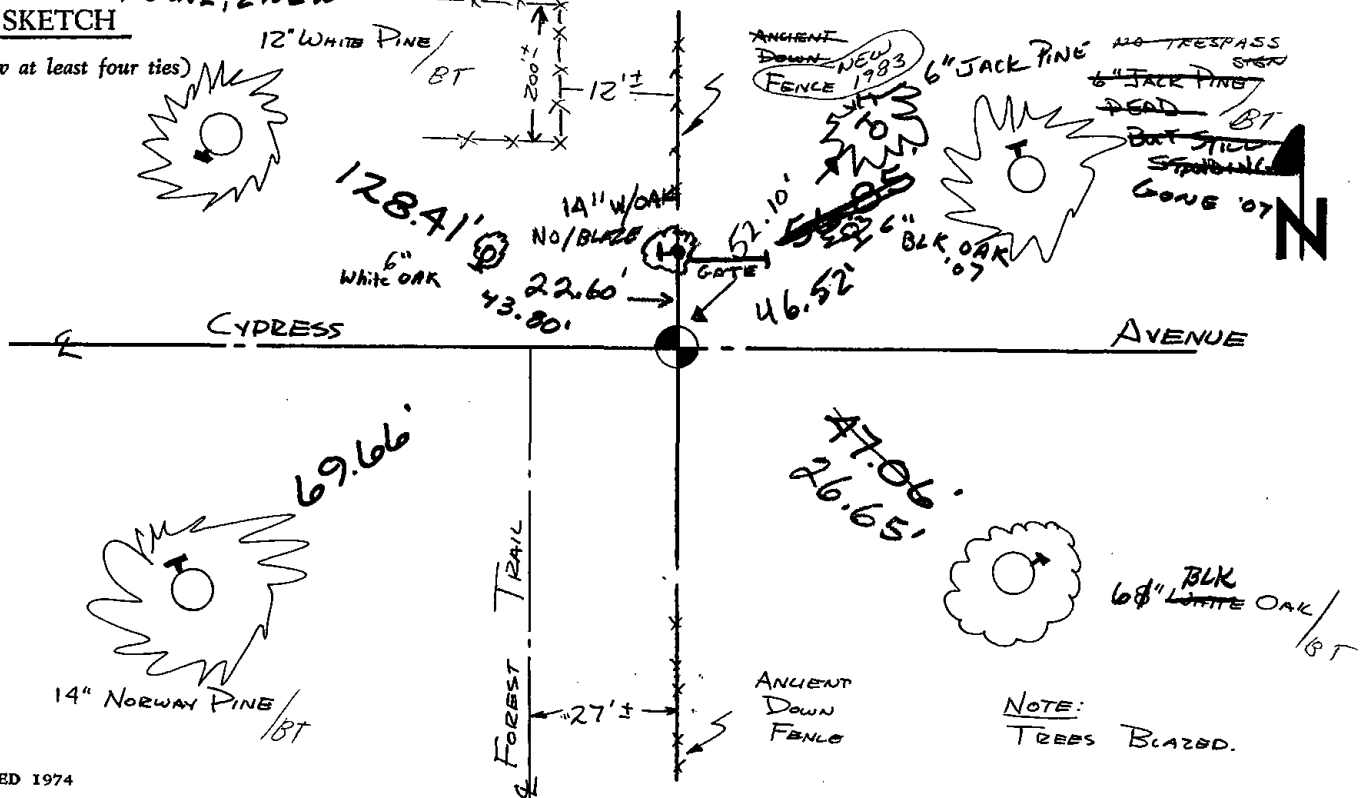 SKETCH
at least four ties)
12" WHITE PINE / BT
200'±
12'±
ANCIENT
DOWN NEW
FENCE 1983
6" JACK PINE
NO TRESPASS
SIGN
6" JACK PINE / BT
DEAD
BUT STILL
STANDING
GONE '07
N
128.41'
14" W/OAK
NO/BLAZE
52.10'
6"
White OAK
43.80'
22.60'
GATE
6"
BLK OAK
'07
46.52'
CYPRESS
AVENUE
69.66'
47.06'
26.65'
FOREST TRAIL
BLK
6 8" WHITE OAK / BT
14" NORWAY PINE / BT
27'±
ANCIENT
DOWN
FENCE
NOTE:
TREES BLAZED.
ED 1974